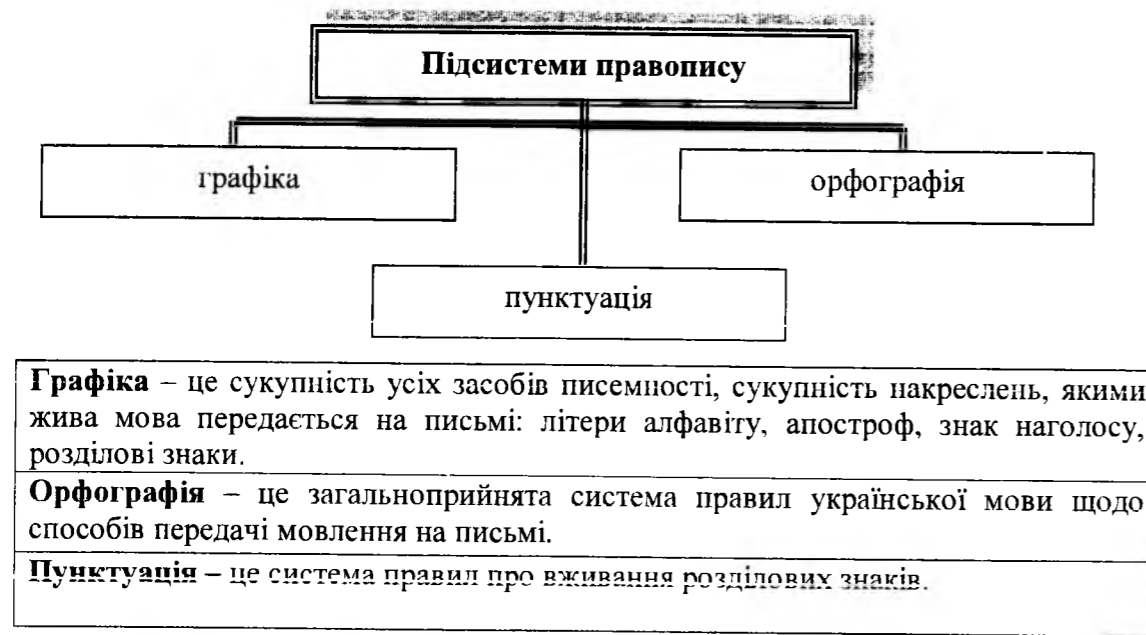 Підсистеми правопису
графіка
орфографія
пунктуація
Графіка – це сукупність усіх засобів писемності, сукупність накреслень, якими
жива мова передається на письмі: літери алфавіту, апостроф, знак наголосу,
розділові знаки.
Орфографія – це загальноприйнята система правил української мови щодо
способів передачі мовлення на письмі.
Пунктуація – це система правил про вживання розділових знаків.